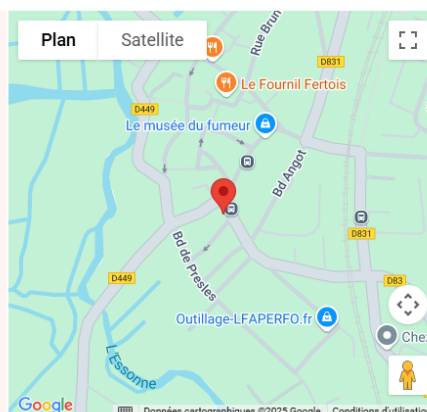 Plan
Satellite
Rue Brun
D831
Le Fournil Fertois
D449
Le musée du fumeur
Bd Angot
D831
Bd de Presles
D449
D83
Outillage-LFAPERFO.fr
Chez
L'Essonne
Google
Données cartographiques ©2025 Google
Conditions d'utilisation